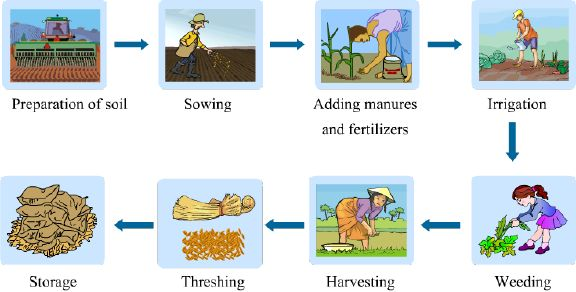 Preparation of soil
Sowing
Adding manures
and fertilizers
Irrigation
Weeding
Harvesting
Threshing
Storage